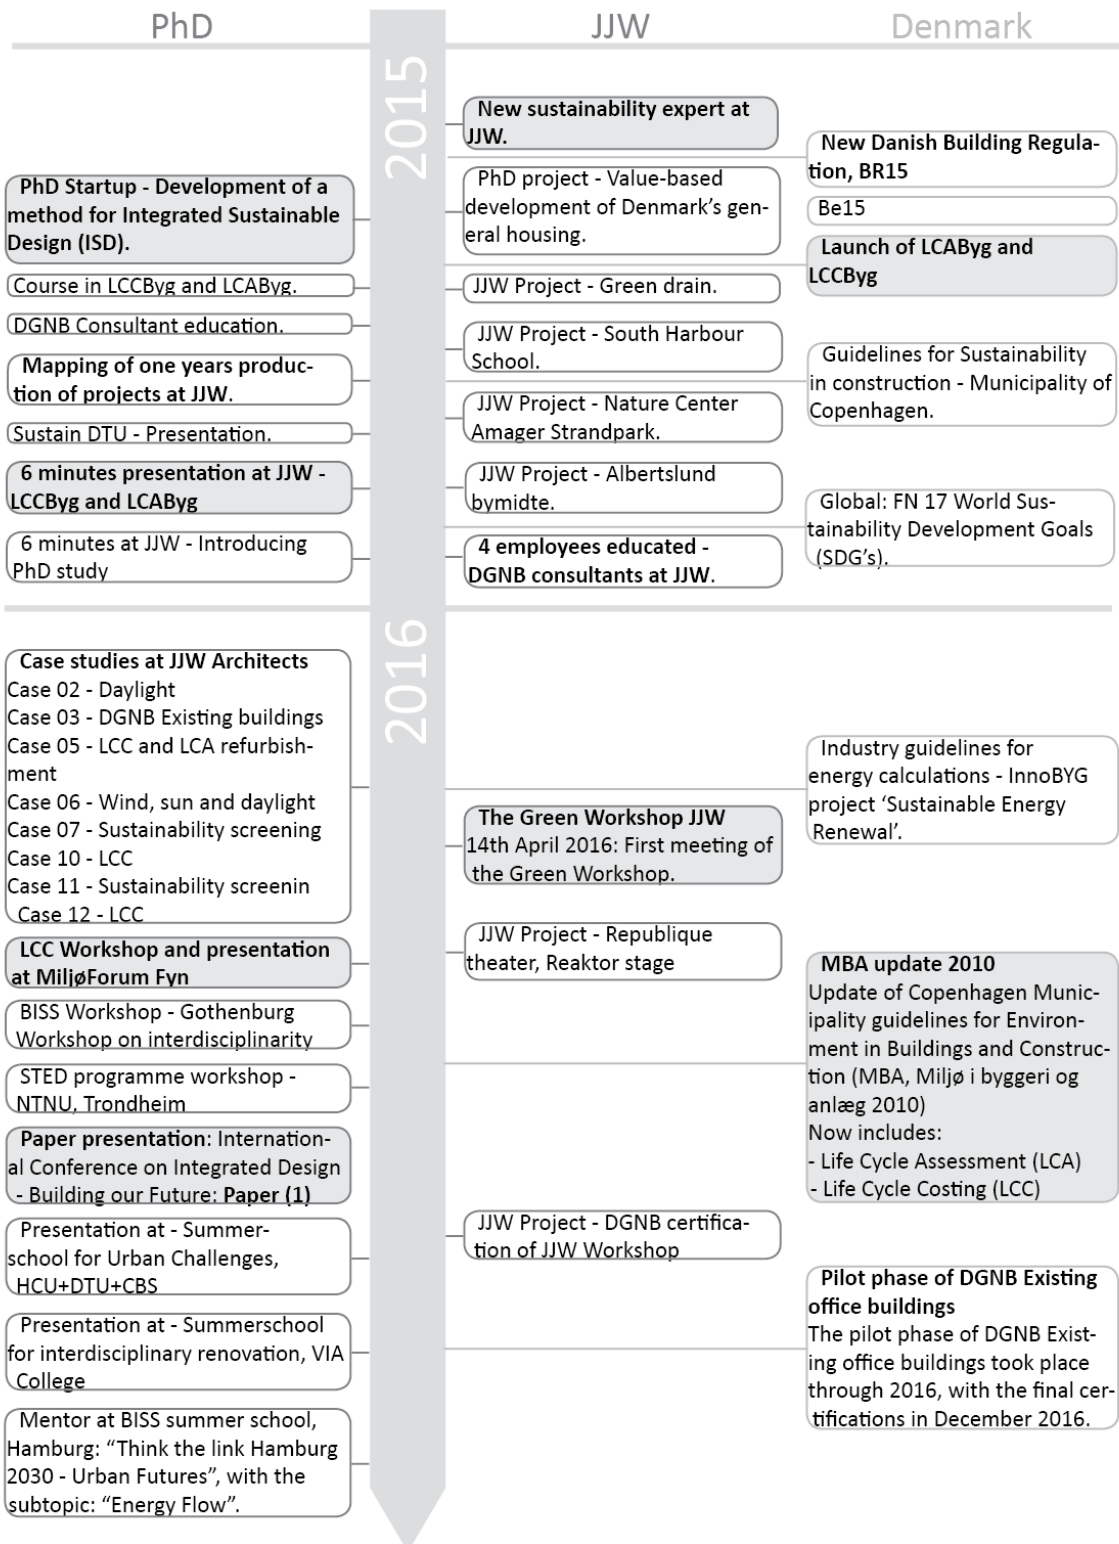 PhD
JJW
Denmark
2015
PhD Startup - Development of a
method for Integrated Sustainable
Design (ISD).
Course in LCCByg and LCAByg.
DGNB Consultant education.
Mapping of one years produc-
tion of projects at JJW.
Sustain DTU - Presentation.
6 minutes presentation at JJW -
LCCByg and LCAByg
6 minutes at JJW - Introducing
PhD study
New sustainability expert at
JJW.
PhD project - Value-based
development of Denmark's gen-
eral housing.
JJW Project - Green drain.
JJW Project - South Harbour
School.
JJW Project - Nature Center
Amager Strandpark.
JJW Project - Albertslund
bymidte.
4 employees educated -
DGNB consultants at JJW.
New Danish Building Regula-
tion, BR15
Be15
Launch of LCAByg and
LCCByg
Guidelines for Sustainability
in construction - Municipality of
Copenhagen.
Global: FN 17 World Sus-
tainability Development Goals
(SDG's).
2016
Case studies at JJW Architects
Case 02 - Daylight
Case 03 - DGNB Existing buildings
Case 05 - LCC and LCA refurbish-
ment
Case 06 - Wind, sun and daylight
Case 07 - Sustainability screening
Case 10 - LCC
Case 11 - Sustainability screenin
Case 12 - LCC
LCC Workshop and presentation
at MiljøForum Fyn
BISS Workshop - Gothenburg
Workshop on interdisciplinarity
STED programme workshop -
NTNU, Trondheim
Paper presentation: Internation-
al Conference on Integrated Design
- Building our Future: Paper (1)
Presentation at - Summer-
school for Urban Challenges,
HCU+DTU+CBS
Presentation at - Summerschool
for interdisciplinary renovation, VIA
College
Mentor at BISS summer school,
Hamburg: "Think the link Hamburg
2030 - Urban Futures", with the
subtopic: "Energy Flow".
The Green Workshop JJW
14th April 2016: First meeting of
the Green Workshop.
JJW Project - Republique
theater, Reaktor stage
JJW Project - DGNB certifica-
tion of JJW Workshop
Industry guidelines for
energy calculations - InnoBYG
project 'Sustainable Energy
Renewal'.
MBA update 2010
Update of Copenhagen Munic-
ipality guidelines for Environ-
ment in Buildings and Construc-
tion (MBA, Miljø i byggeri og
anlæg 2010)
Now includes:
- Life Cycle Assessment (LCA)
- Life Cycle Costing (LCC)
Pilot phase of DGNB Existing
office buildings
The pilot phase of DGNB Exist-
ing office buildings took place
through 2016, with the final cer-
tifications in December 2016.